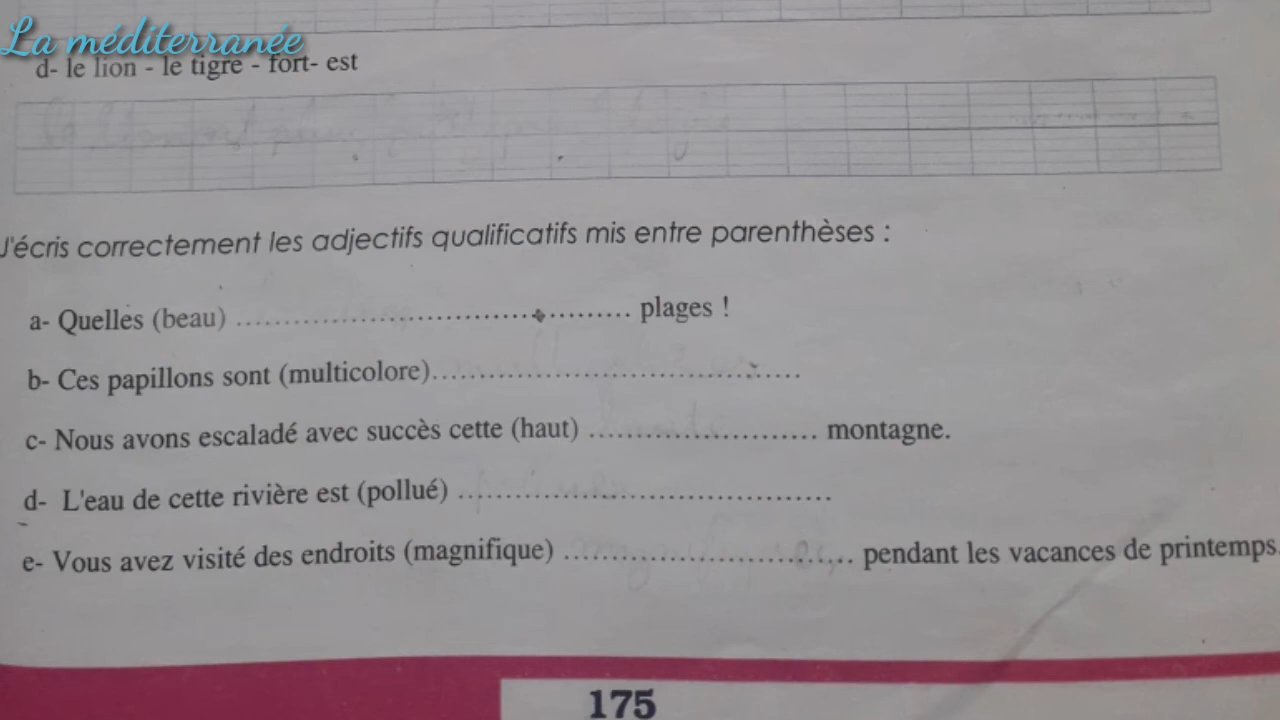 La méditerranée
d- le lion - le tigre - fort- est
J'écris correctement les adjectifs qualificatifs mis entre parenthèses :
a- Quelles (beau) ........................................ plages !
b- Ces papillons sont (multicolore)........................................
c- Nous avons escaladé avec succès cette (haut) ........................ montagne.
d- L'eau de cette rivière est (pollué) ........................................
e- Vous avez visité des endroits (magnifique) .............................. pendant les vacances de printemps.
175